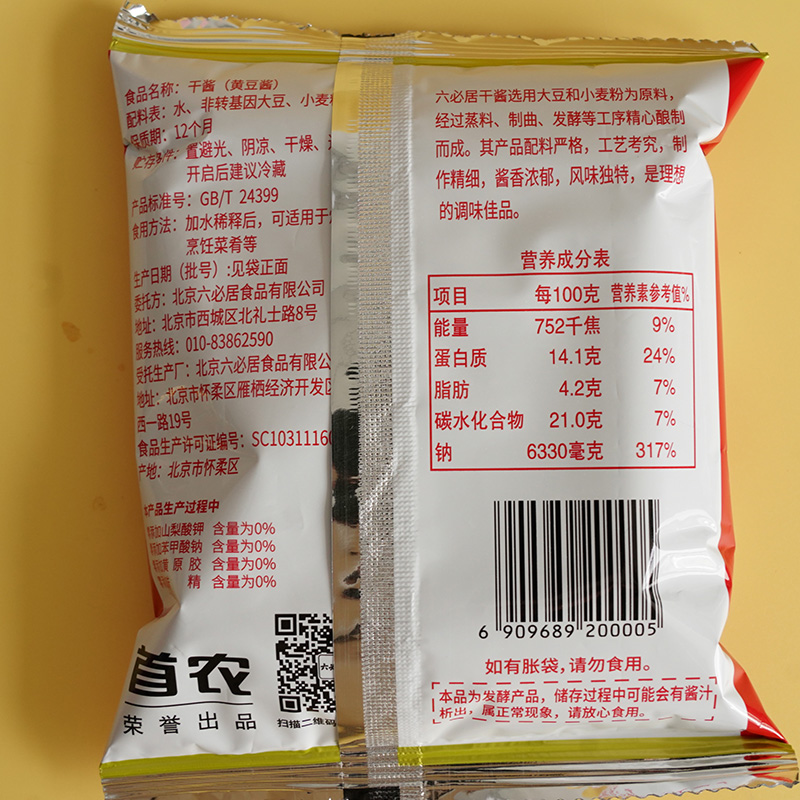 食品名称：干酱（黄豆酱）
配料表：水、非转基因大豆、小麦
保质期：12个月
置避光、阴凉、干燥、
开启后建议冷藏
产品标准号：GB/T 24399
食用方法：加水稀释后，可适用于
烹饪菜肴等
生产日期（批号）：见袋正面
委托方：北京六必居食品有限公司
地址：北京市西城区北礼士路8号
服务热线：010-83862590
受托生产厂：北京六必居食品有限公
地址：北京市怀柔区雁栖经济开发区
西一路19号
食品生产许可证编号：SC10311160
产地：北京市怀柔区
本产品生产过程中
添加山梨酸钾 含量为0%
添加苯甲酸钠 含量为0%
黄原胶 含量为0%
精 含量为0%
首农
荣誉出品
扫描二维码
六必居干酱选用大豆和小麦粉为原料，
经过蒸料、制曲、发酵等工序精心酿制
而成。其产品配料严格，工艺考究，制
作精细，酱香浓郁，风味独特，是理想
的调味佳品。
营养成分表
项目 每100克 营养素参考值%
能量 752千焦 9%
蛋白质 14.1克 24%
脂肪 4.2克 7%
碳水化合物 21.0克 7%
钠 6330毫克 317%
6 909689 200005
如有胀袋，请勿食用。
本品为发酵产品，储存过程中可能会有酱汁
析出，属正常现象，请放心食用。